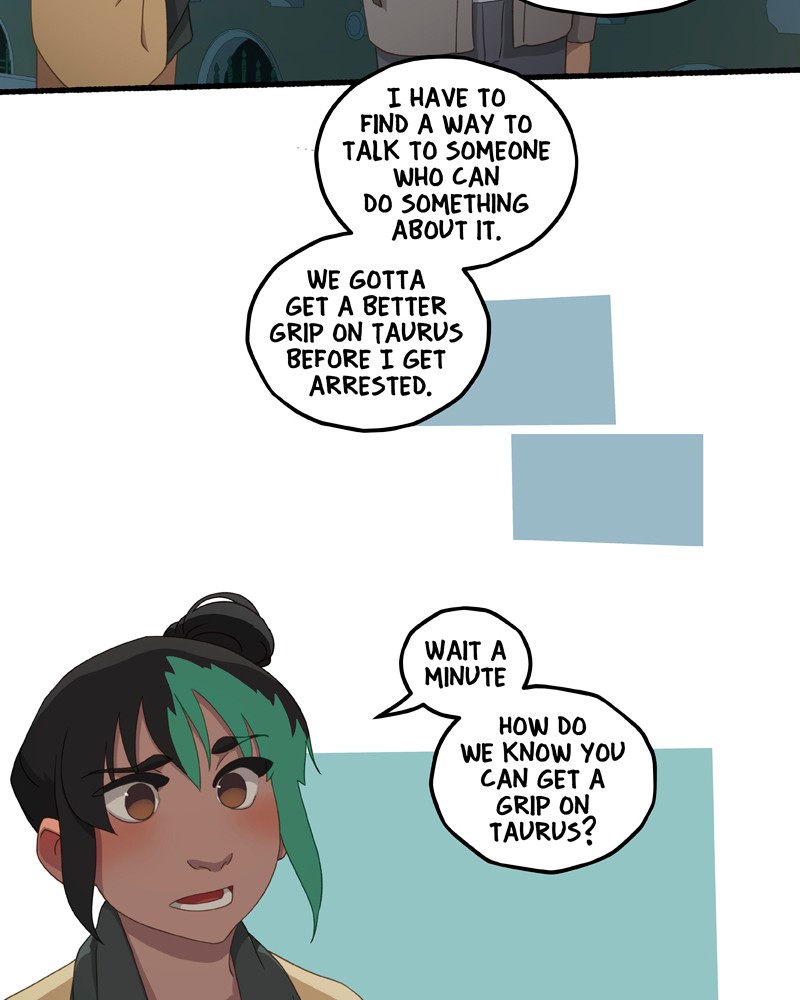 I HAVE TO
FIND A WAY TO
TALK TO SOMEONE
WHO CAN
DO SOMETHING
ABOUT IT.
WE GOTTA
GET A BETTER
GRIP ON TAURUS
BEFORE I GET
ARRESTED.
WAIT A
MINUTE
HOW DO
WE KNOW YOU
CAN GET A
GRIP ON
TAURUS?